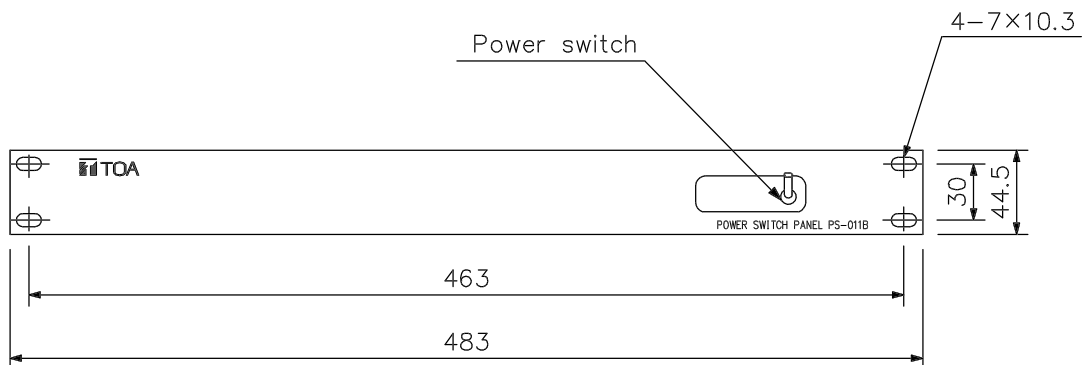 4-7×10.3
Power switch
TOA
30
44.5
POWER SWITCH PANEL PS-011B
463
483